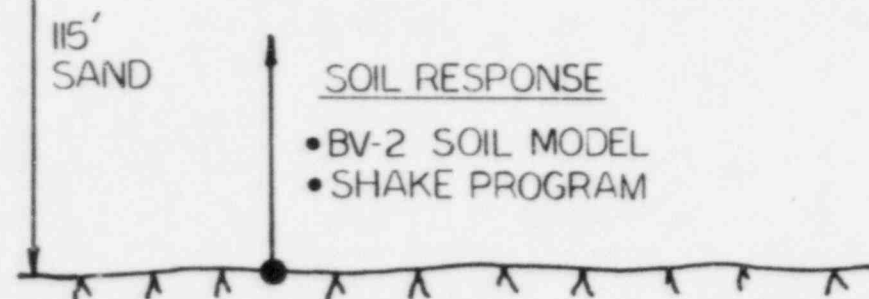 115'
SAND
SOIL RESPONSE
• BV-2 SOIL MODEL
• SHAKE PROGRAM